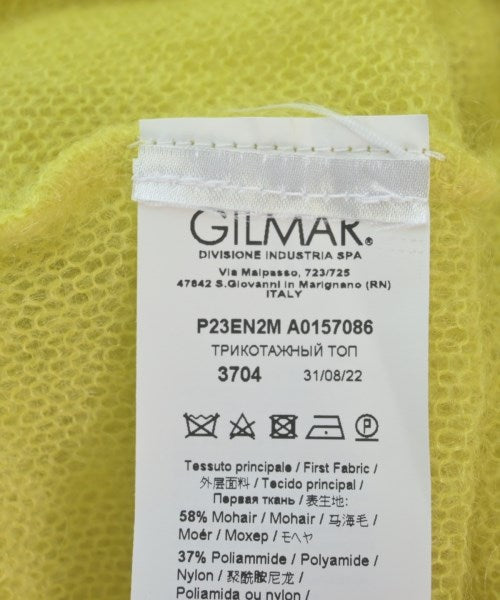 GILMAR®
DIVISIONE INDUSTRIA SPA
Via Malpasso, 723/725
47842 S.Giovanni in Marignano (RN)
ITALY
P23EN2M A0157086
ТРИКОТАЖНЫЙ ТОП
3704 31/08/22
P
Tessuto principale / First Fabric /
外层面料 / Tecido principal /
Первая ткань / 表生地:
58% Mohair / Mohair / 马海毛 /
Moér / Мохер / モヘヤ
37% Poliammide / Polyamide /
Nylon / 聚酰胺尼龙 /
Poliamida ou nylon /